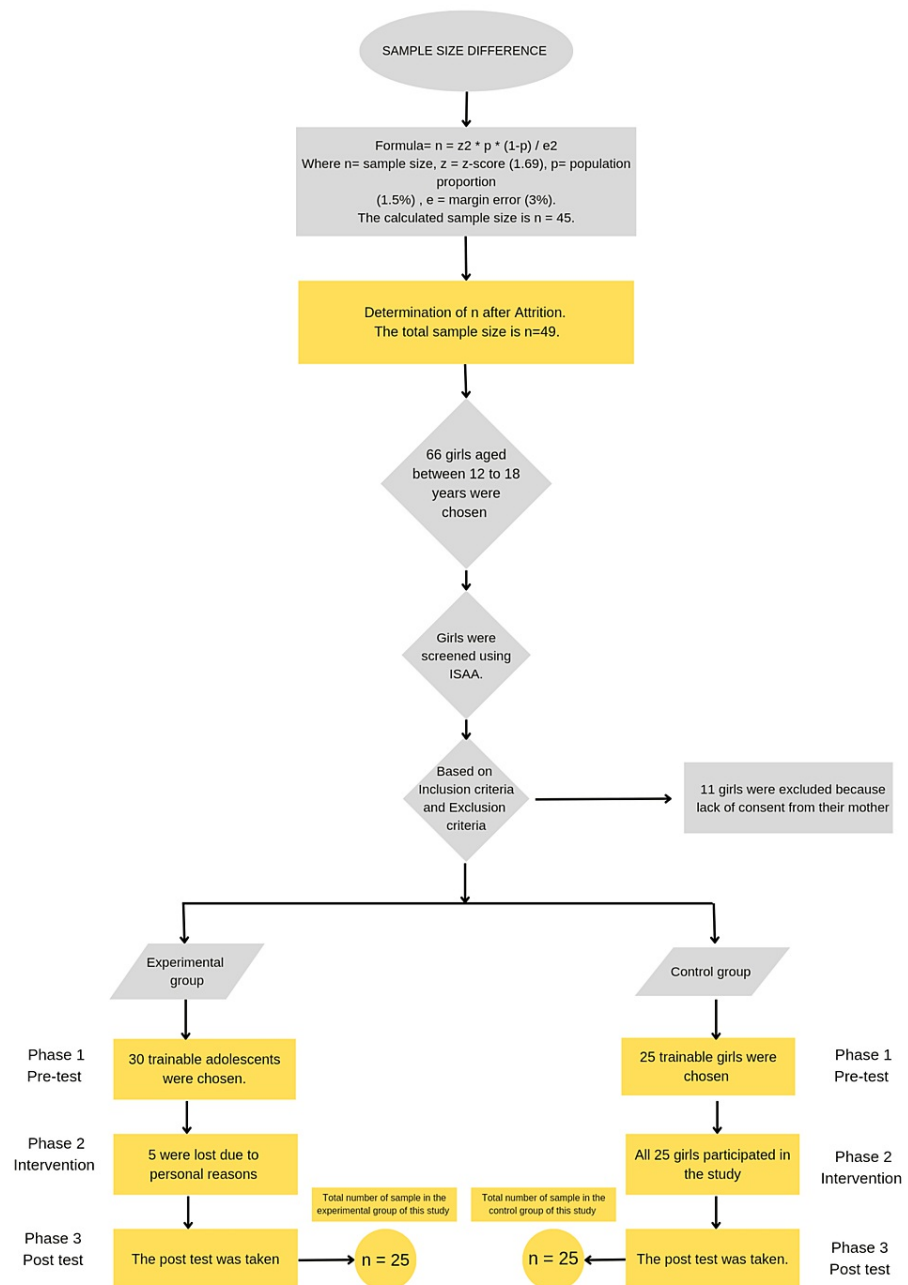 SAMPLE SIZE DIFFERENCE
Formula= n = z2 * p * (1-p) / e2
Where n= sample size, z = z-score (1.69), p= population
proportion
(1.5%) , e = margin error (3%).
The calculated sample size is n = 45.
Determination of n after Attrition.
The total sample size is n=49.
66 girls aged
between 12 to 18
years were
chosen
Girls were
screened using
ISAA.
Based on
Inclusion criteria
and Exclusion
criteria
11 girls were excluded because
lack of consent from their mother
Experimental
group
Control group
Phase 1
Pre-test
30 trainable adolescents
were chosen.
25 trainable girls were
chosen
Phase 1
Pre-test
Phase 2
Intervention
5 were lost due to
personal reasons
All 25 girls participated in
the study
Phase 2
Intervention
Total number of sample in the
experimental group of this study
Total number of sample in the
control group of this study
Phase 3
Post test
The post test was taken
n = 25
n = 25
The post test was taken.
Phase 3
Post test